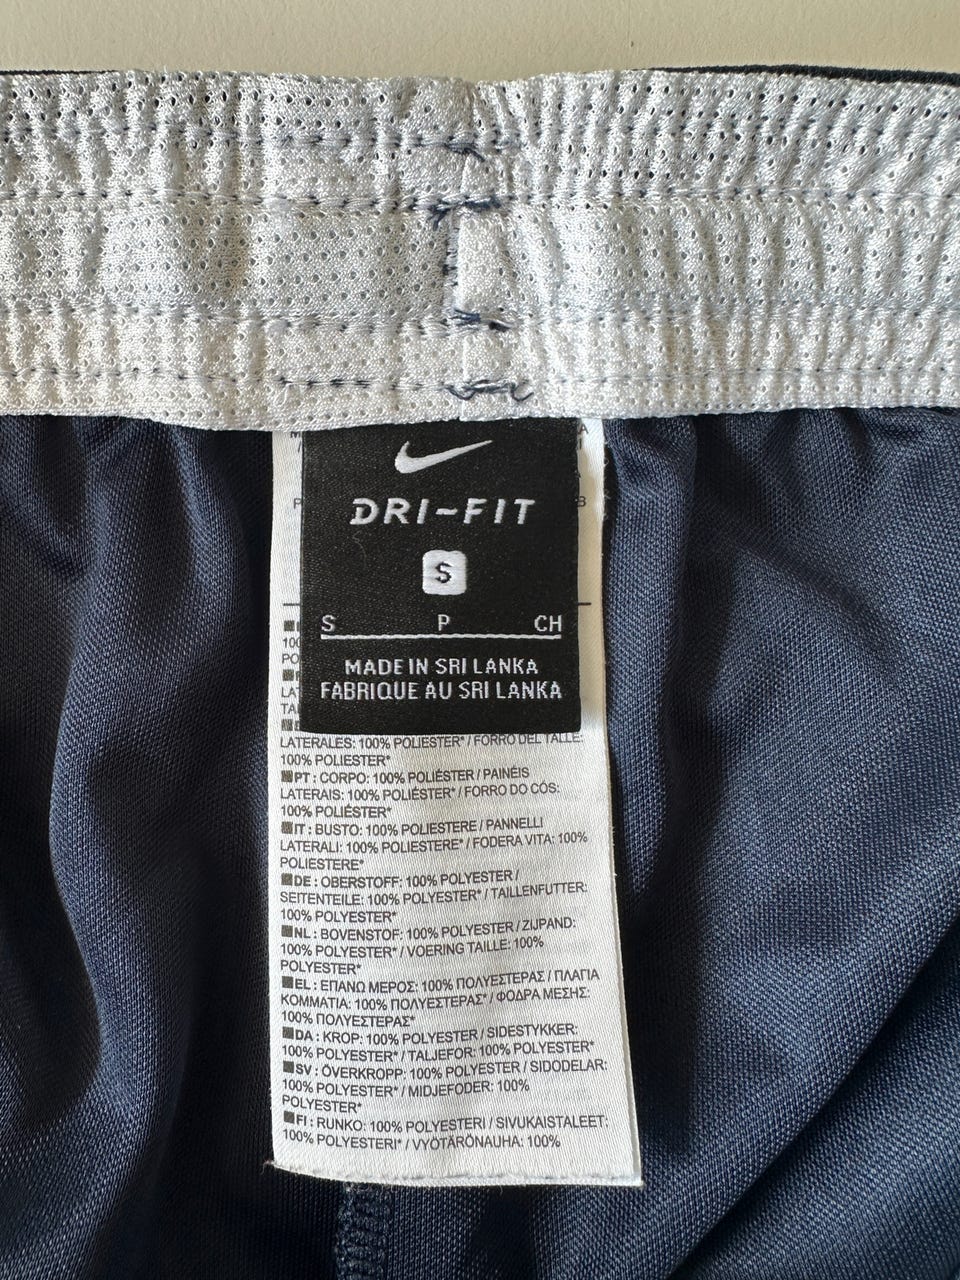 DRI-FIT
S
S P CH
MADE IN SRI LANKA
FABRIQUE AU SRI LANKA
LATERALES: 100% POLIESTER* / FORRO DEL TALLE:
100% POLIESTER*
PT : CORPO: 100% POLIÉSTER / PAINÉIS
LATERAIS: 100% POLIÉSTER* / FORRO DO CÓS:
100% POLIÉSTER*
IT : BUSTO: 100% POLIESTERE / PANNELLI
LATERALI: 100% POLIESTERE* / FODERA VITA: 100%
POLIESTERE*
DE : OBERSTOFF: 100% POLYESTER /
SEITENTEILE: 100% POLYESTER* / TAILLENFUTTER:
100% POLYESTER*
NL : BOVENSTOF: 100% POLYESTER / ZIJPAND:
100% POLYESTER* / VOERING TAILLE: 100%
POLYESTER*
EL : ΕΠΑΝΩ ΜΕΡΟΣ: 100% ΠΟΛΥΕΣΤΕΡΑΣ / ΠΛΑΓΙΑ
ΚΟΜΜΑΤΙΑ: 100% ΠΟΛΥΕΣΤΕΡΑΣ* / ΦΟΔΡΑ ΜΕΣΗΣ:
100% ΠΟΛΥΕΣΤΕΡΑΣ*
DA : KROP: 100% POLYESTER / SIDESTYKKER:
100% POLYESTER* / TALJEFOR: 100% POLYESTER*
SV : ÖVERKROPP: 100% POLYESTER / SIDODELAR:
100% POLYESTER* / MIDJEFODER: 100%
POLYESTER*
FI : RUNKO: 100% POLYESTERI / SIVUKAISTALEET:
100% POLYESTERI* / VYÖTÄRÖNAUHA: 100%